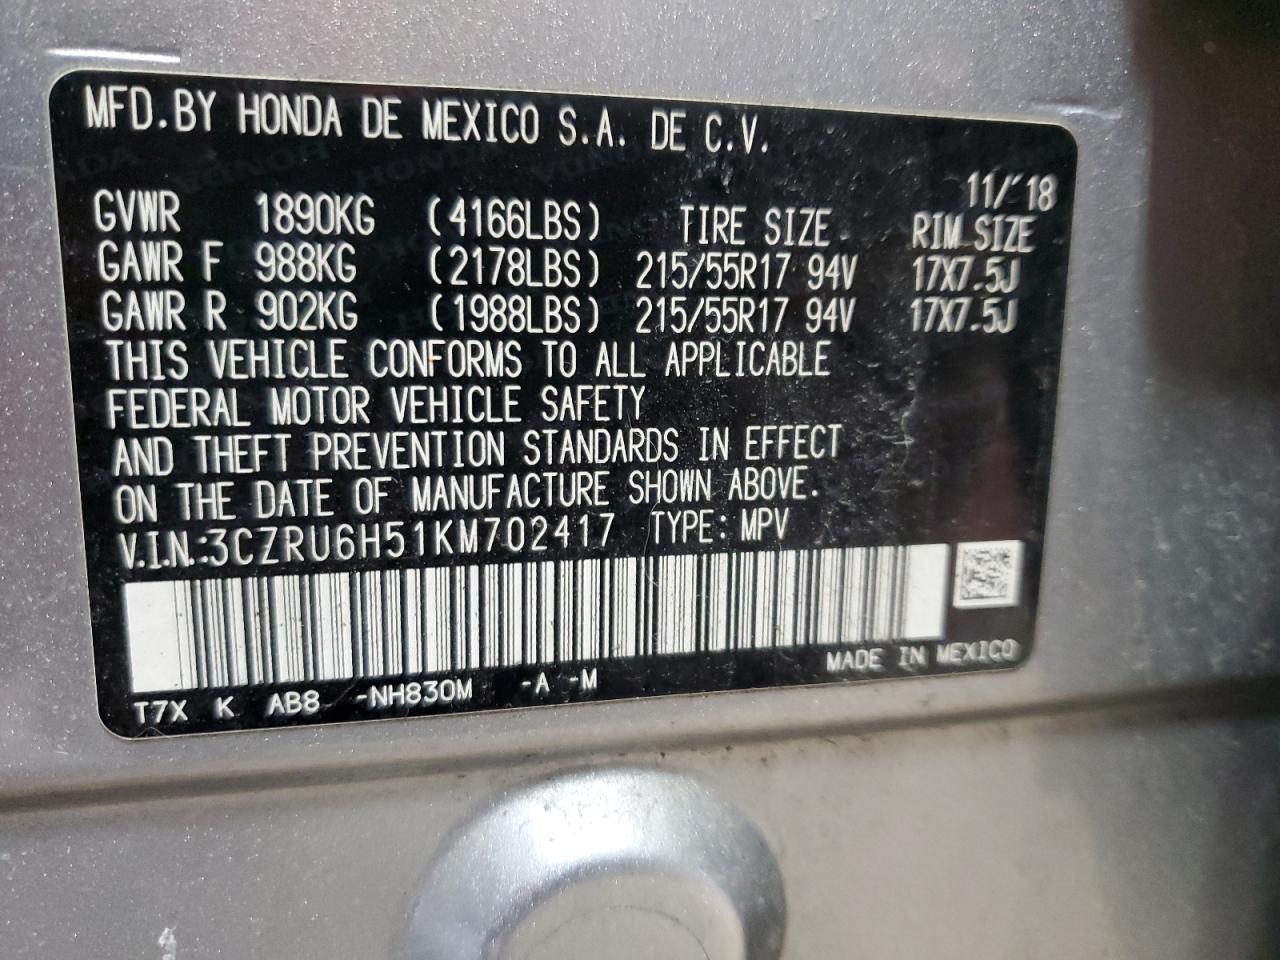 MFD.BY HONDA DE MEXICO S.A. DE C.V.
11/18
GVWR 1890KG (4166LBS) TIRE SIZE RIM SIZE
GAWR F 988KG (2178LBS) 215/55R17 94V 17X7.5J
GAWR R 902KG (1988LBS) 215/55R17 94V 17X7.5J
THIS VEHICLE CONFORMS TO ALL APPLICABLE
FEDERAL MOTOR VEHICLE SAFETY
AND THEFT PREVENTION STANDARDS IN EFFECT
ON THE DATE OF MANUFACTURE SHOWN ABOVE.
V.I.N.:3CZRU6H51KM702417 TYPE: MPV
MADE IN MEXICO
T7X K AB8 -NH830M -A -M